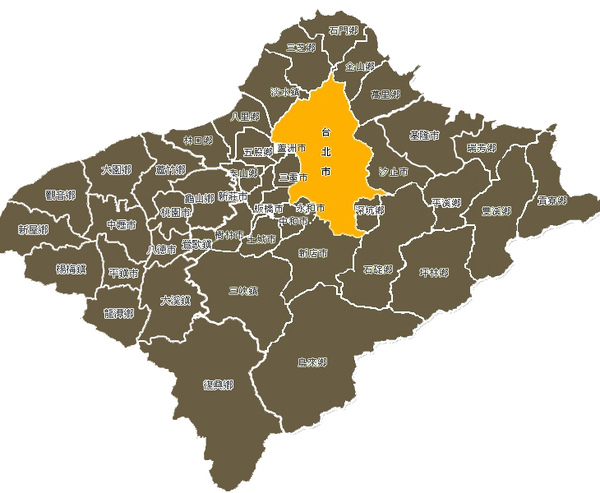 石門鄉
三芝鄉
金山鄉
淡水鎮
萬里鄉
八里鄉
台北市
基隆市
林口鄉
蘆洲市
瑞芳鄉
五股鄉
大園鄉
蘆竹鄉
泰山鄉
三重市
汐止市
觀音鄉
龜山鄉
新莊市
貢寮鄉
桃園市
板橋市
永和市
深坑鄉
平溪鄉
雙溪鄉
新屋鄉
中壢市
中和市
樹林市
土城市
八德市
鶯歌鎮
新店市
楊梅鎮
平鎮市
石碇鄉
坪林鄉
三峽鎮
大溪鎮
龍潭鄉
烏來鄉
復興鄉